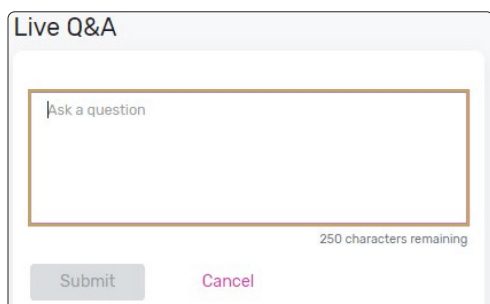 Live Q&A
Ask a question
250 characters remaining
Submit Cancel